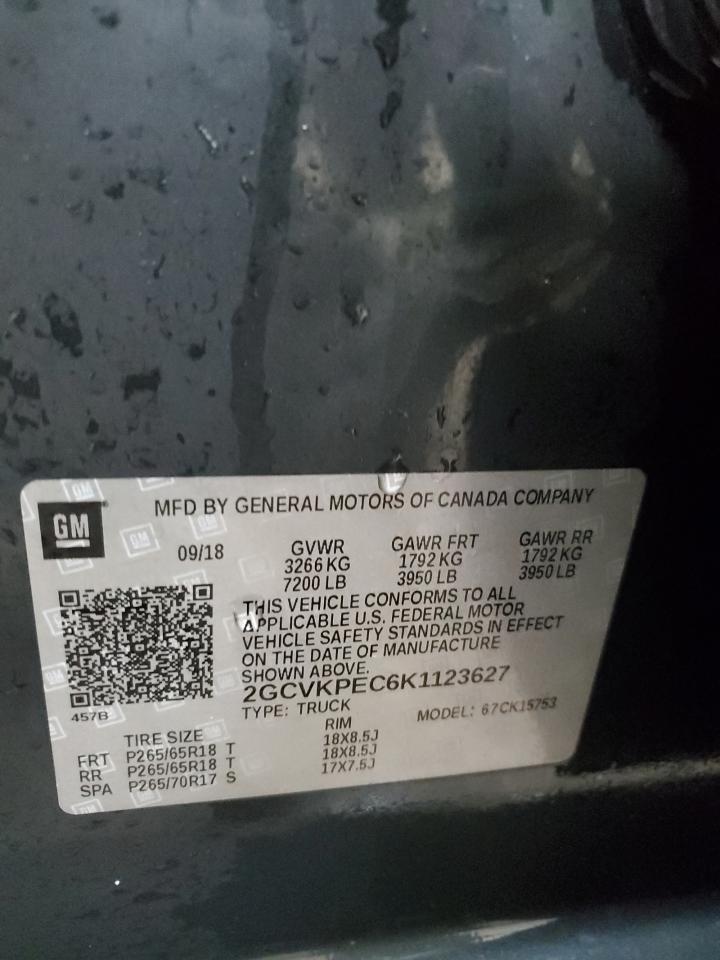 MFD BY GENERAL MOTORS OF CANADA COMPANY
GM
09/18
GVWR GAWR FRT GAWR RR
3266 KG 1792 KG 1792 KG
7200 LB 3950 LB 3950 LB
THIS VEHICLE CONFORMS TO ALL
APPLICABLE U.S. FEDERAL MOTOR
VEHICLE SAFETY STANDARDS IN EFFECT
ON THE DATE OF MANUFACTURE
SHOWN ABOVE.
2GCVKPEC6K1123627
457B
TYPE: TRUCK MODEL: 67CK15753
TIRE SIZE RIM
FRT P265/65R18 T 18X8.5J
RR P265/65R18 T 18X8.5J
SPA P265/70R17 S 17X7.5J